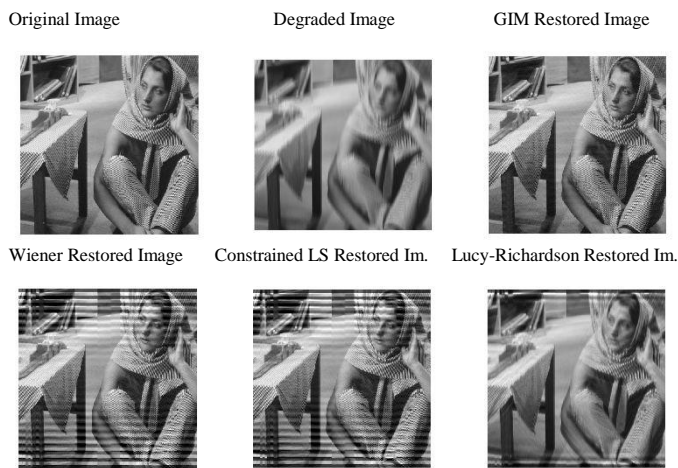 Original Image
Degraded Image
GIM Restored Image
Wiener Restored Image
Constrained LS Restored Im.
Lucy-Richardson Restored Im.